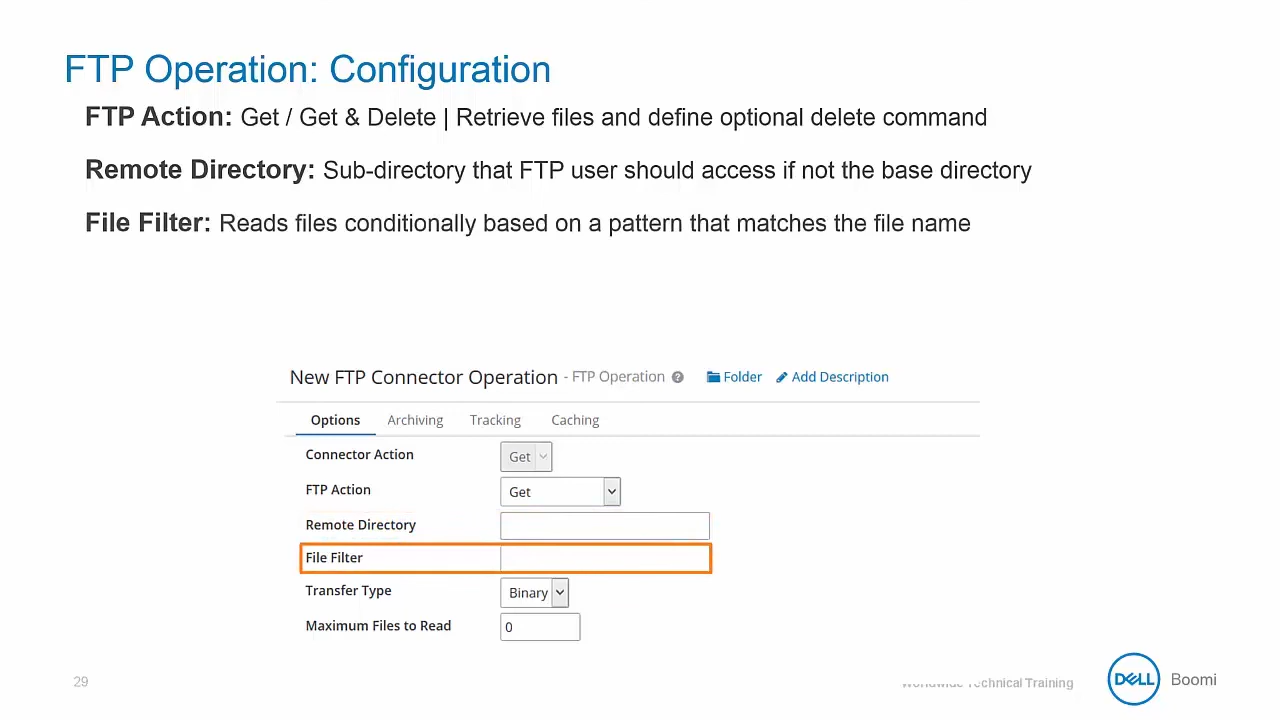 FTP Operation: Configuration
FTP Action: Get / Get & Delete | Retrieve files and define optional delete command
Remote Directory: Sub-directory that FTP user should access if not the base directory
File Filter: Reads files conditionally based on a pattern that matches the file name
New FTP Connector Operation - FTP Operation ? Folder Add Description
Options Archiving Tracking Caching
Connector Action Get
FTP Action Get
Remote Directory
File Filter
Transfer Type Binary
Maximum Files to Read 0
29 Worldwide Technical Training DELL Boomi